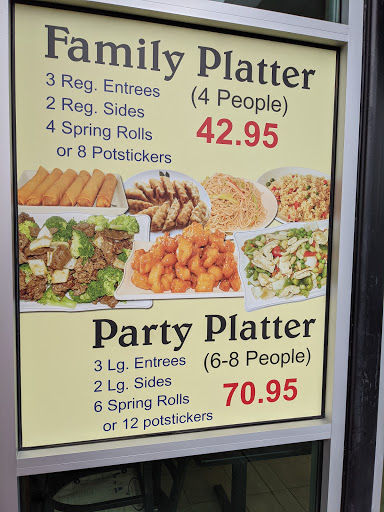 Family Platter
3 Reg. Entrees (4 People)
2 Reg. Sides
4 Spring Rolls 42.95
or 8 Potstickers
Party Platter
3 Lg. Entrees (6-8 People)
2 Lg. Sides
6 Spring Rolls 70.95
or 12 potstickers